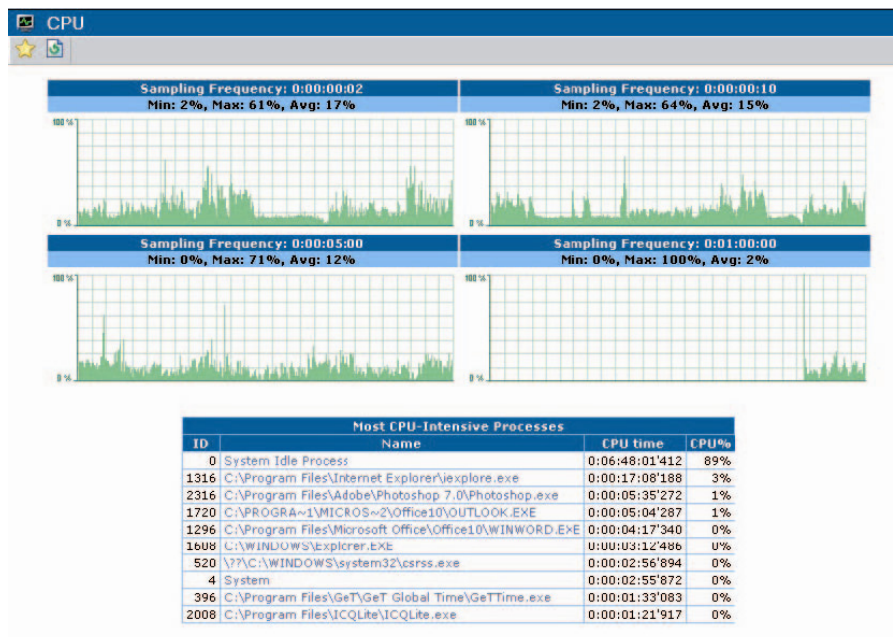 CPU
Sampling Frequency: 0:00:00:02
Min: 2%, Max: 61%, Avg: 17%
100 %
0 %
Sampling Frequency: 0:00:00:10
Min: 2%, Max: 64%, Avg: 15%
100 %
0 %
Sampling Frequency: 0:00:05:00
Min: 0%, Max: 71%, Avg: 12%
100 %
0 %
Sampling Frequency: 0:01:00:00
Min: 0%, Max: 100%, Avg: 2%
100 %
0 %
Most CPU-Intensive Processes
ID Name CPU time CPU%
0 System Idle Process 0:06:48:01'412 89%
1316 C:\Program Files\Internet Explorer\iexplore.exe 0:00:17:08'188 3%
2316 C:\Program Files\Adobe\Photoshop 7.0\Photoshop.exe 0:00:05:35'272 1%
1720 C:\PROGRA~1\MICROS~2\Office10\OUTLOOK.EXE 0:00:05:04'287 1%
1296 C:\Program Files\Microsoft Office\Office10\WINWORD.EXE 0:00:04:17'340 0%
1608 C:\WINDOWS\Explorer.EXE 0:00:03:12'486 0%
520 \??\C:\WINDOWS\system32\csrss.exe 0:00:02:56'894 0%
4 System 0:00:02:55'872 0%
396 C:\Program Files\GeT\GeT Global Time\GeTTime.exe 0:00:01:33'083 0%
2008 C:\Program Files\ICQLite\ICQLite.exe 0:00:01:21'917 0%